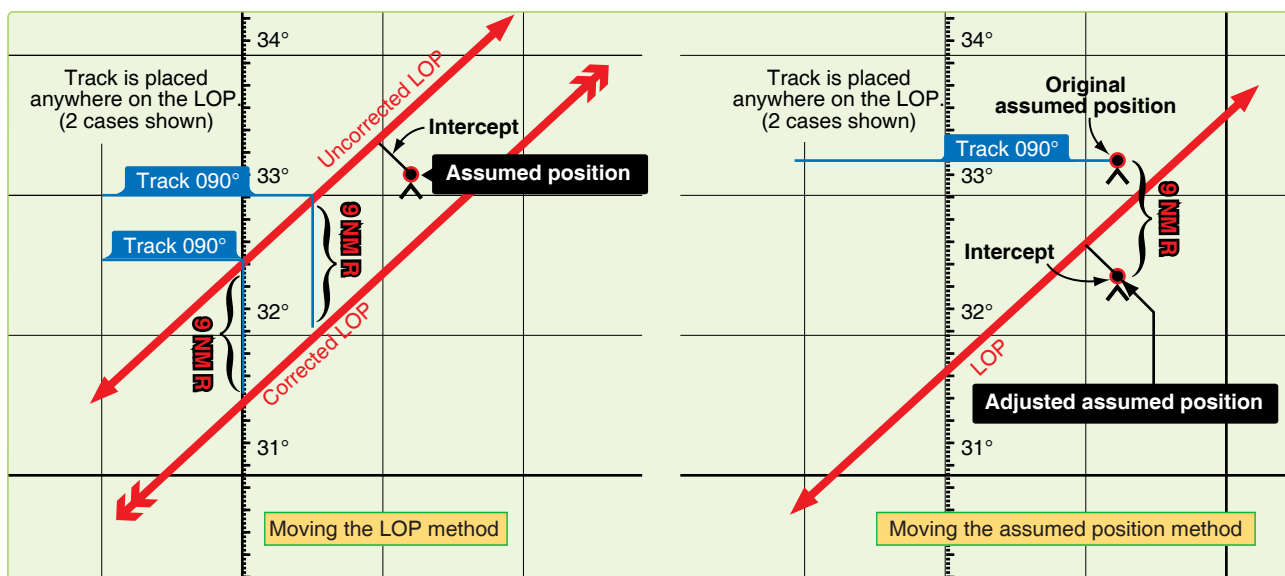 34°
Track is placed
anywhere on the LOP.
(2 cases shown)
Uncorrected LOP
Intercept
Assumed position
33°
Track 090°
Track 090°
9 NM R
9 NM R
32°
Corrected LOP
31°
Moving the LOP method
34°
Track is placed
anywhere on the LOP.
(2 cases shown)
Original
assumed position
Track 090°
33°
9 NM R
Intercept
32°
LOP
Adjusted assumed position
31°
Moving the assumed position method